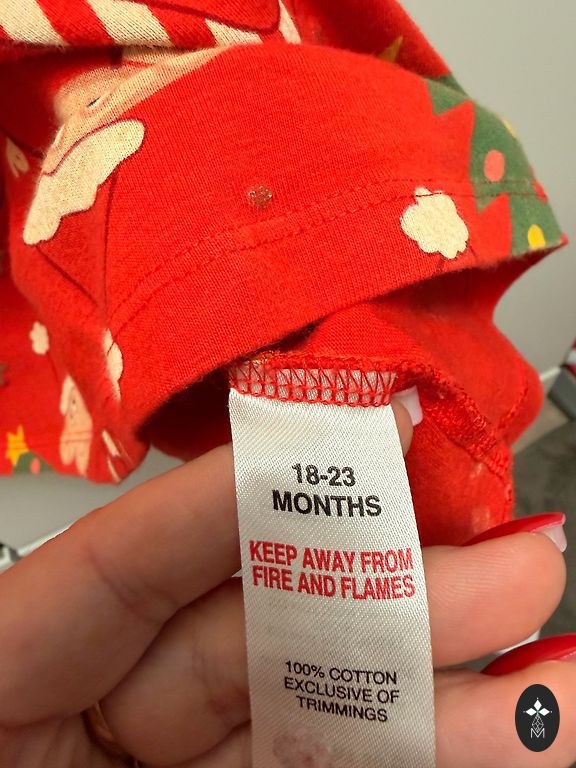 18-23
MONTHS
KEEP AWAY FROM
FIRE AND FLAMES
100% COTTON
EXCLUSIVE OF
TRIMMINGS